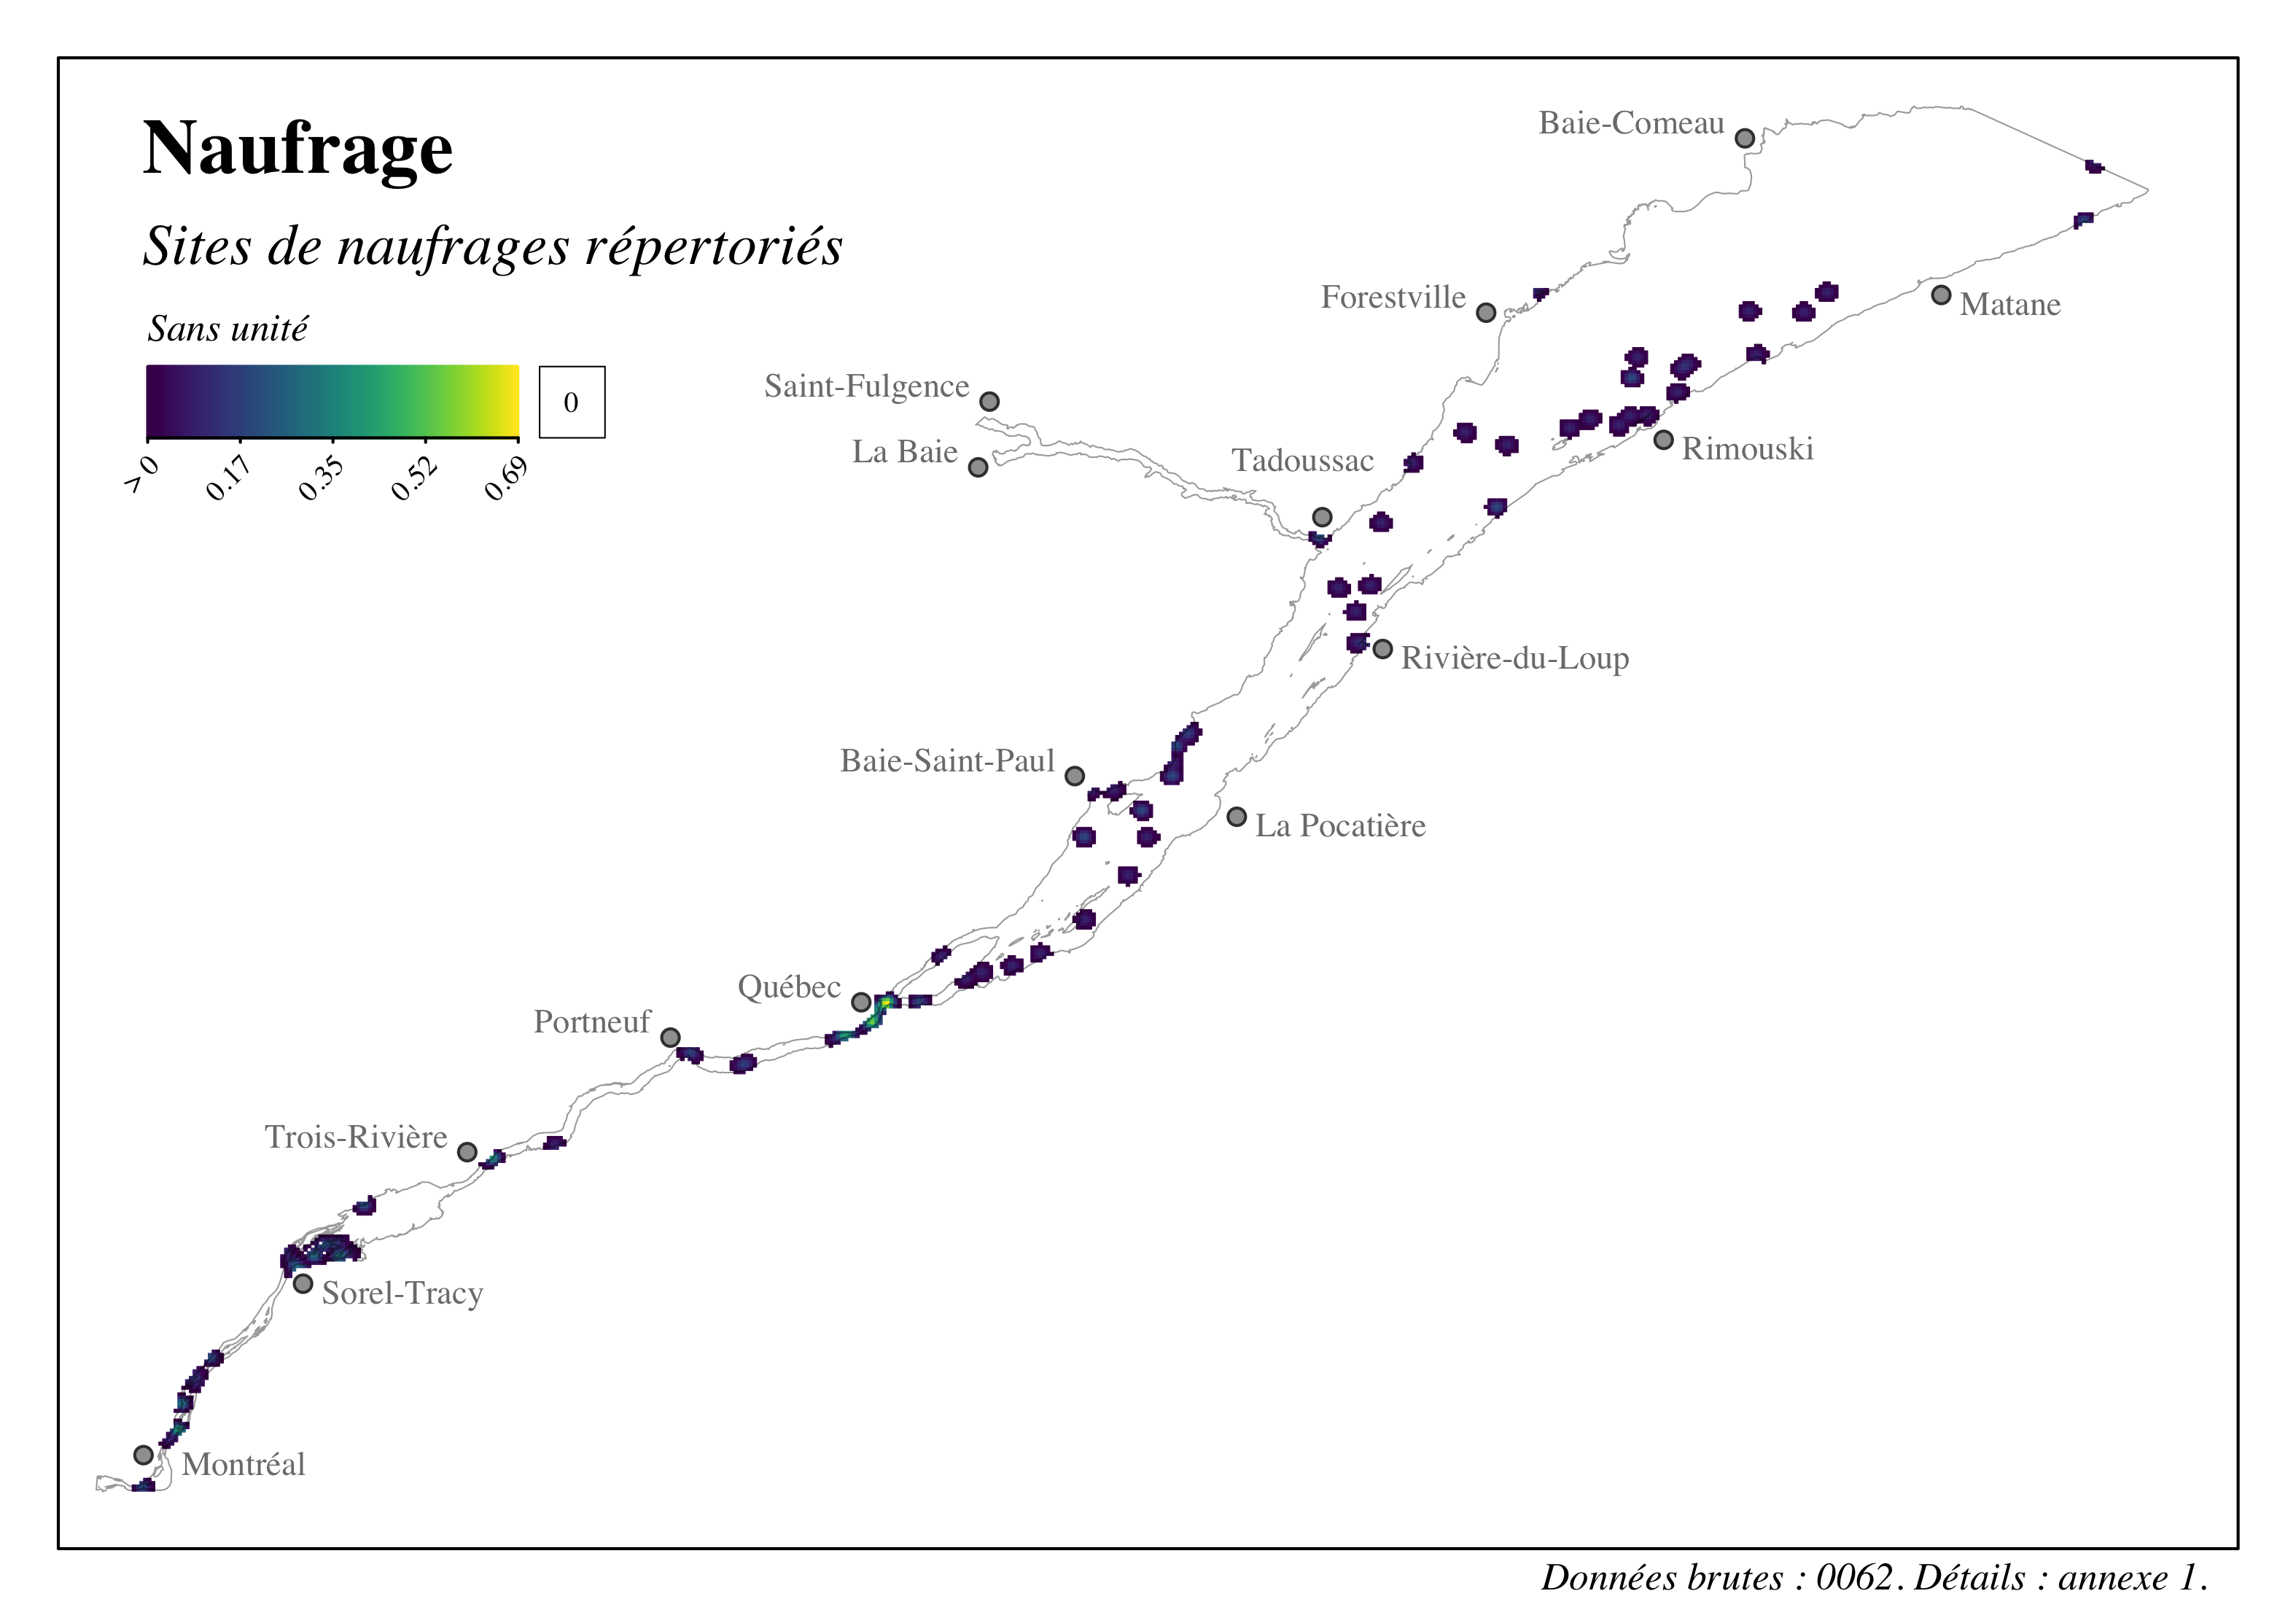 Naufrage
Sites de naufrages répertoriés
Sans unité
0
> 0
0.17
0.35
0.52
0.69
Baie-Comeau
Forestville
Matane
Saint-Fulgence
La Baie
Tadoussac
Rimouski
Rivière-du-Loup
Baie-Saint-Paul
La Pocatière
Québec
Portneuf
Trois-Rivière
Sorel-Tracy
Montréal
Données brutes : 0062. Détails : annexe 1.